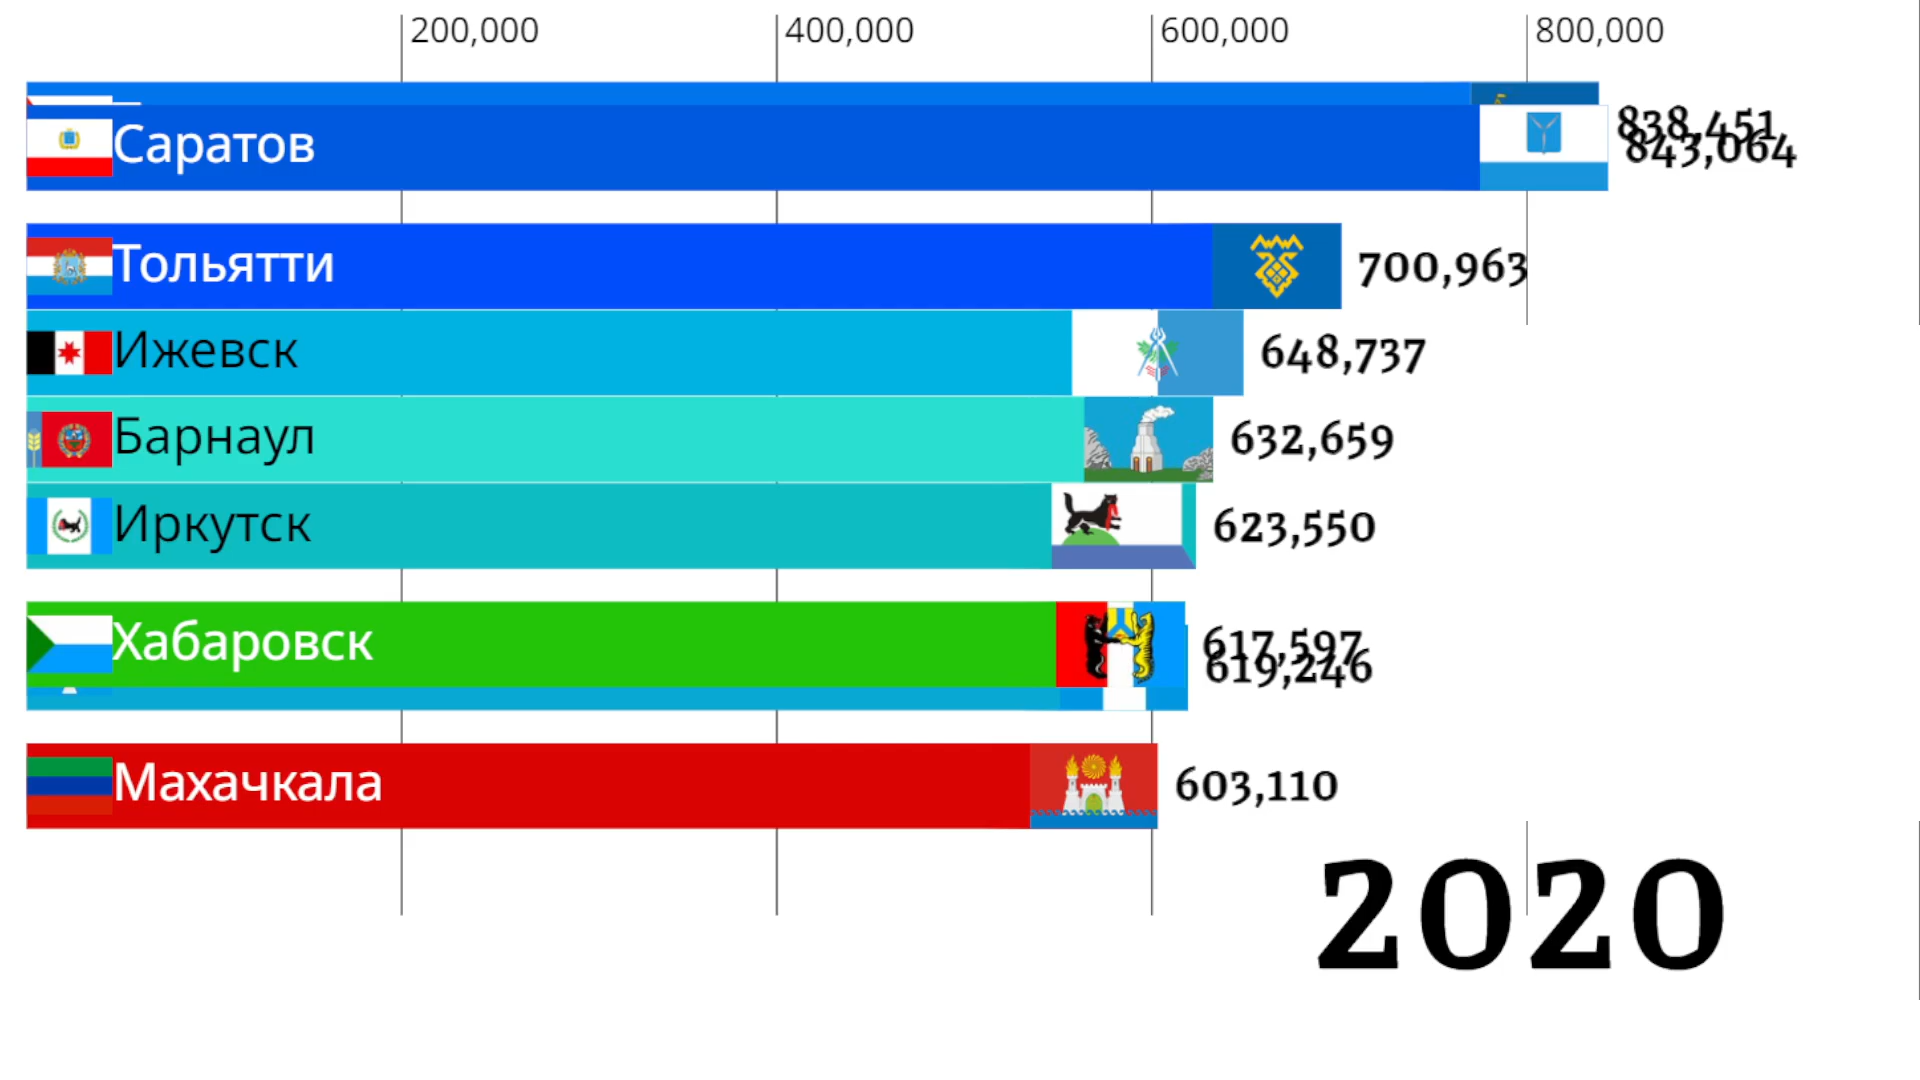 200,000 400,000 600,000 800,000
838,451
Саратов 843,064
Тольятти 700,963
Ижевск 648,737
Барнаул 632,659
Иркутск 623,550
Хабаровск 617,597
619,246
Махачкала 603,110
2020